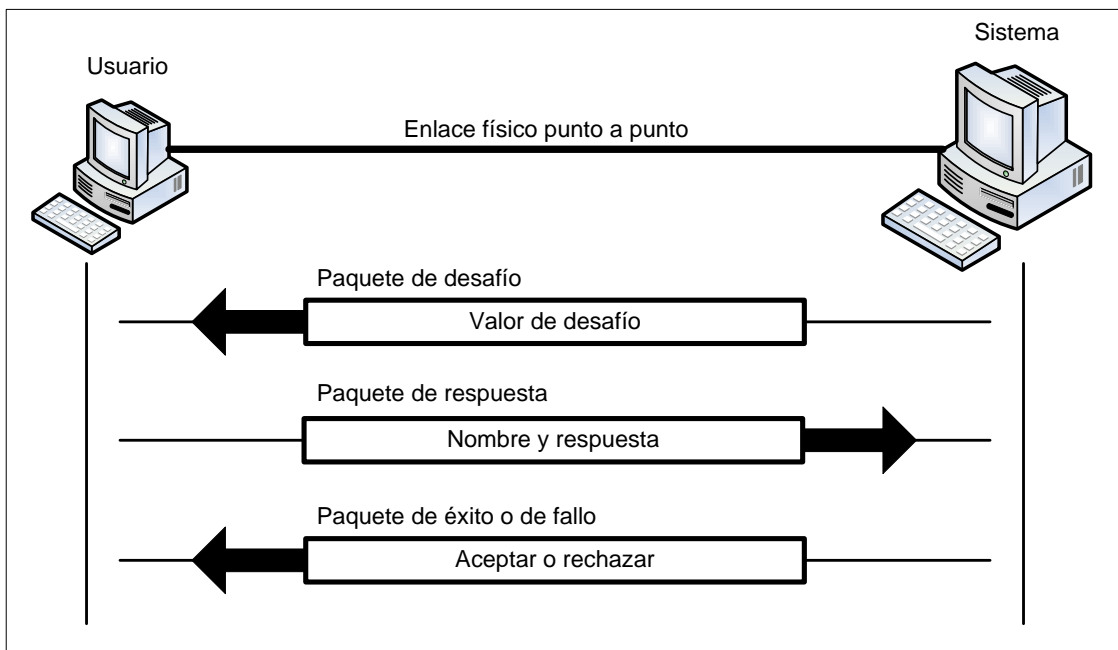 Sistema
Usuario
Enlace físico punto a punto
Paquete de desafío
Valor de desafío
Paquete de respuesta
Nombre y respuesta
Paquete de éxito o de fallo
Aceptar o rechazar